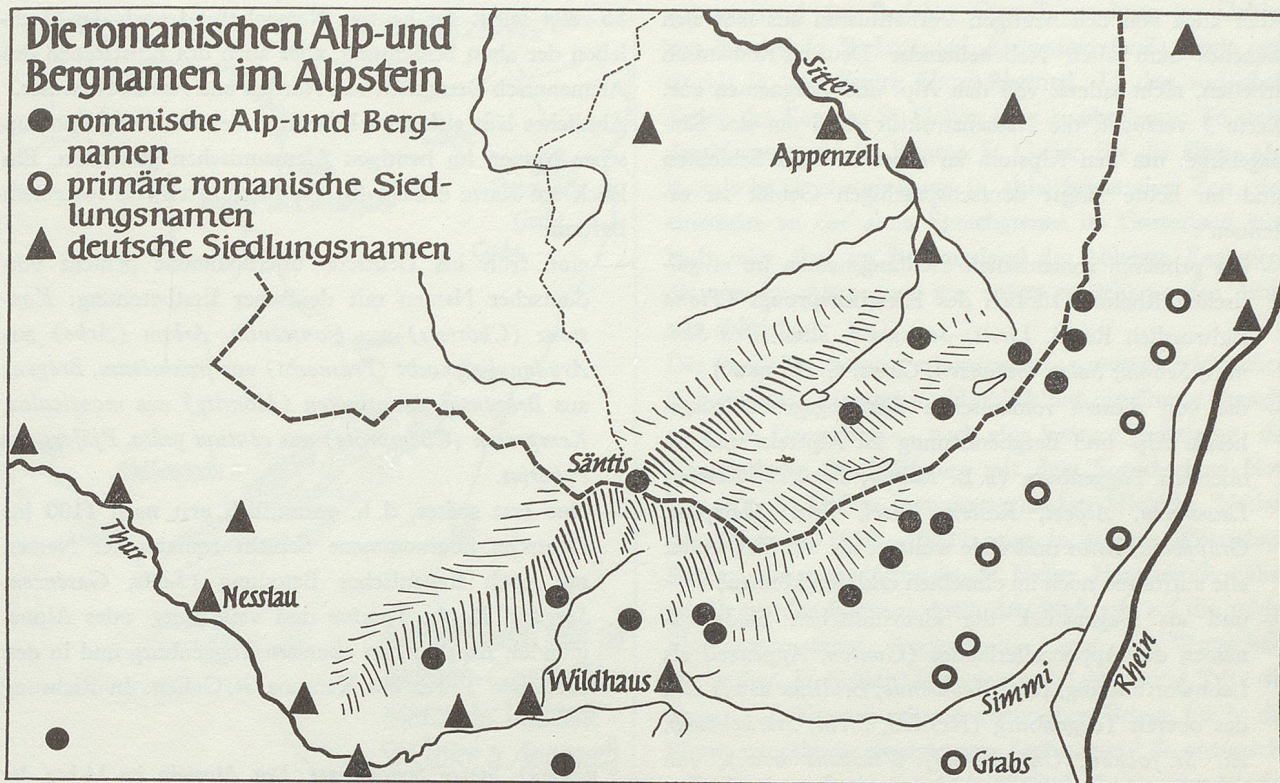 Die romanischen Alp-und
Bergnamen im Alpstein
romanische Alp-und Berg-
namen
primäre romanische Sied-
lungsnamen
deutsche Siedlungsnamen
Sitter
Appenzell
Säntis
Thur
Nesslau
Wildhaus
Simmi
Rhein
Grabs